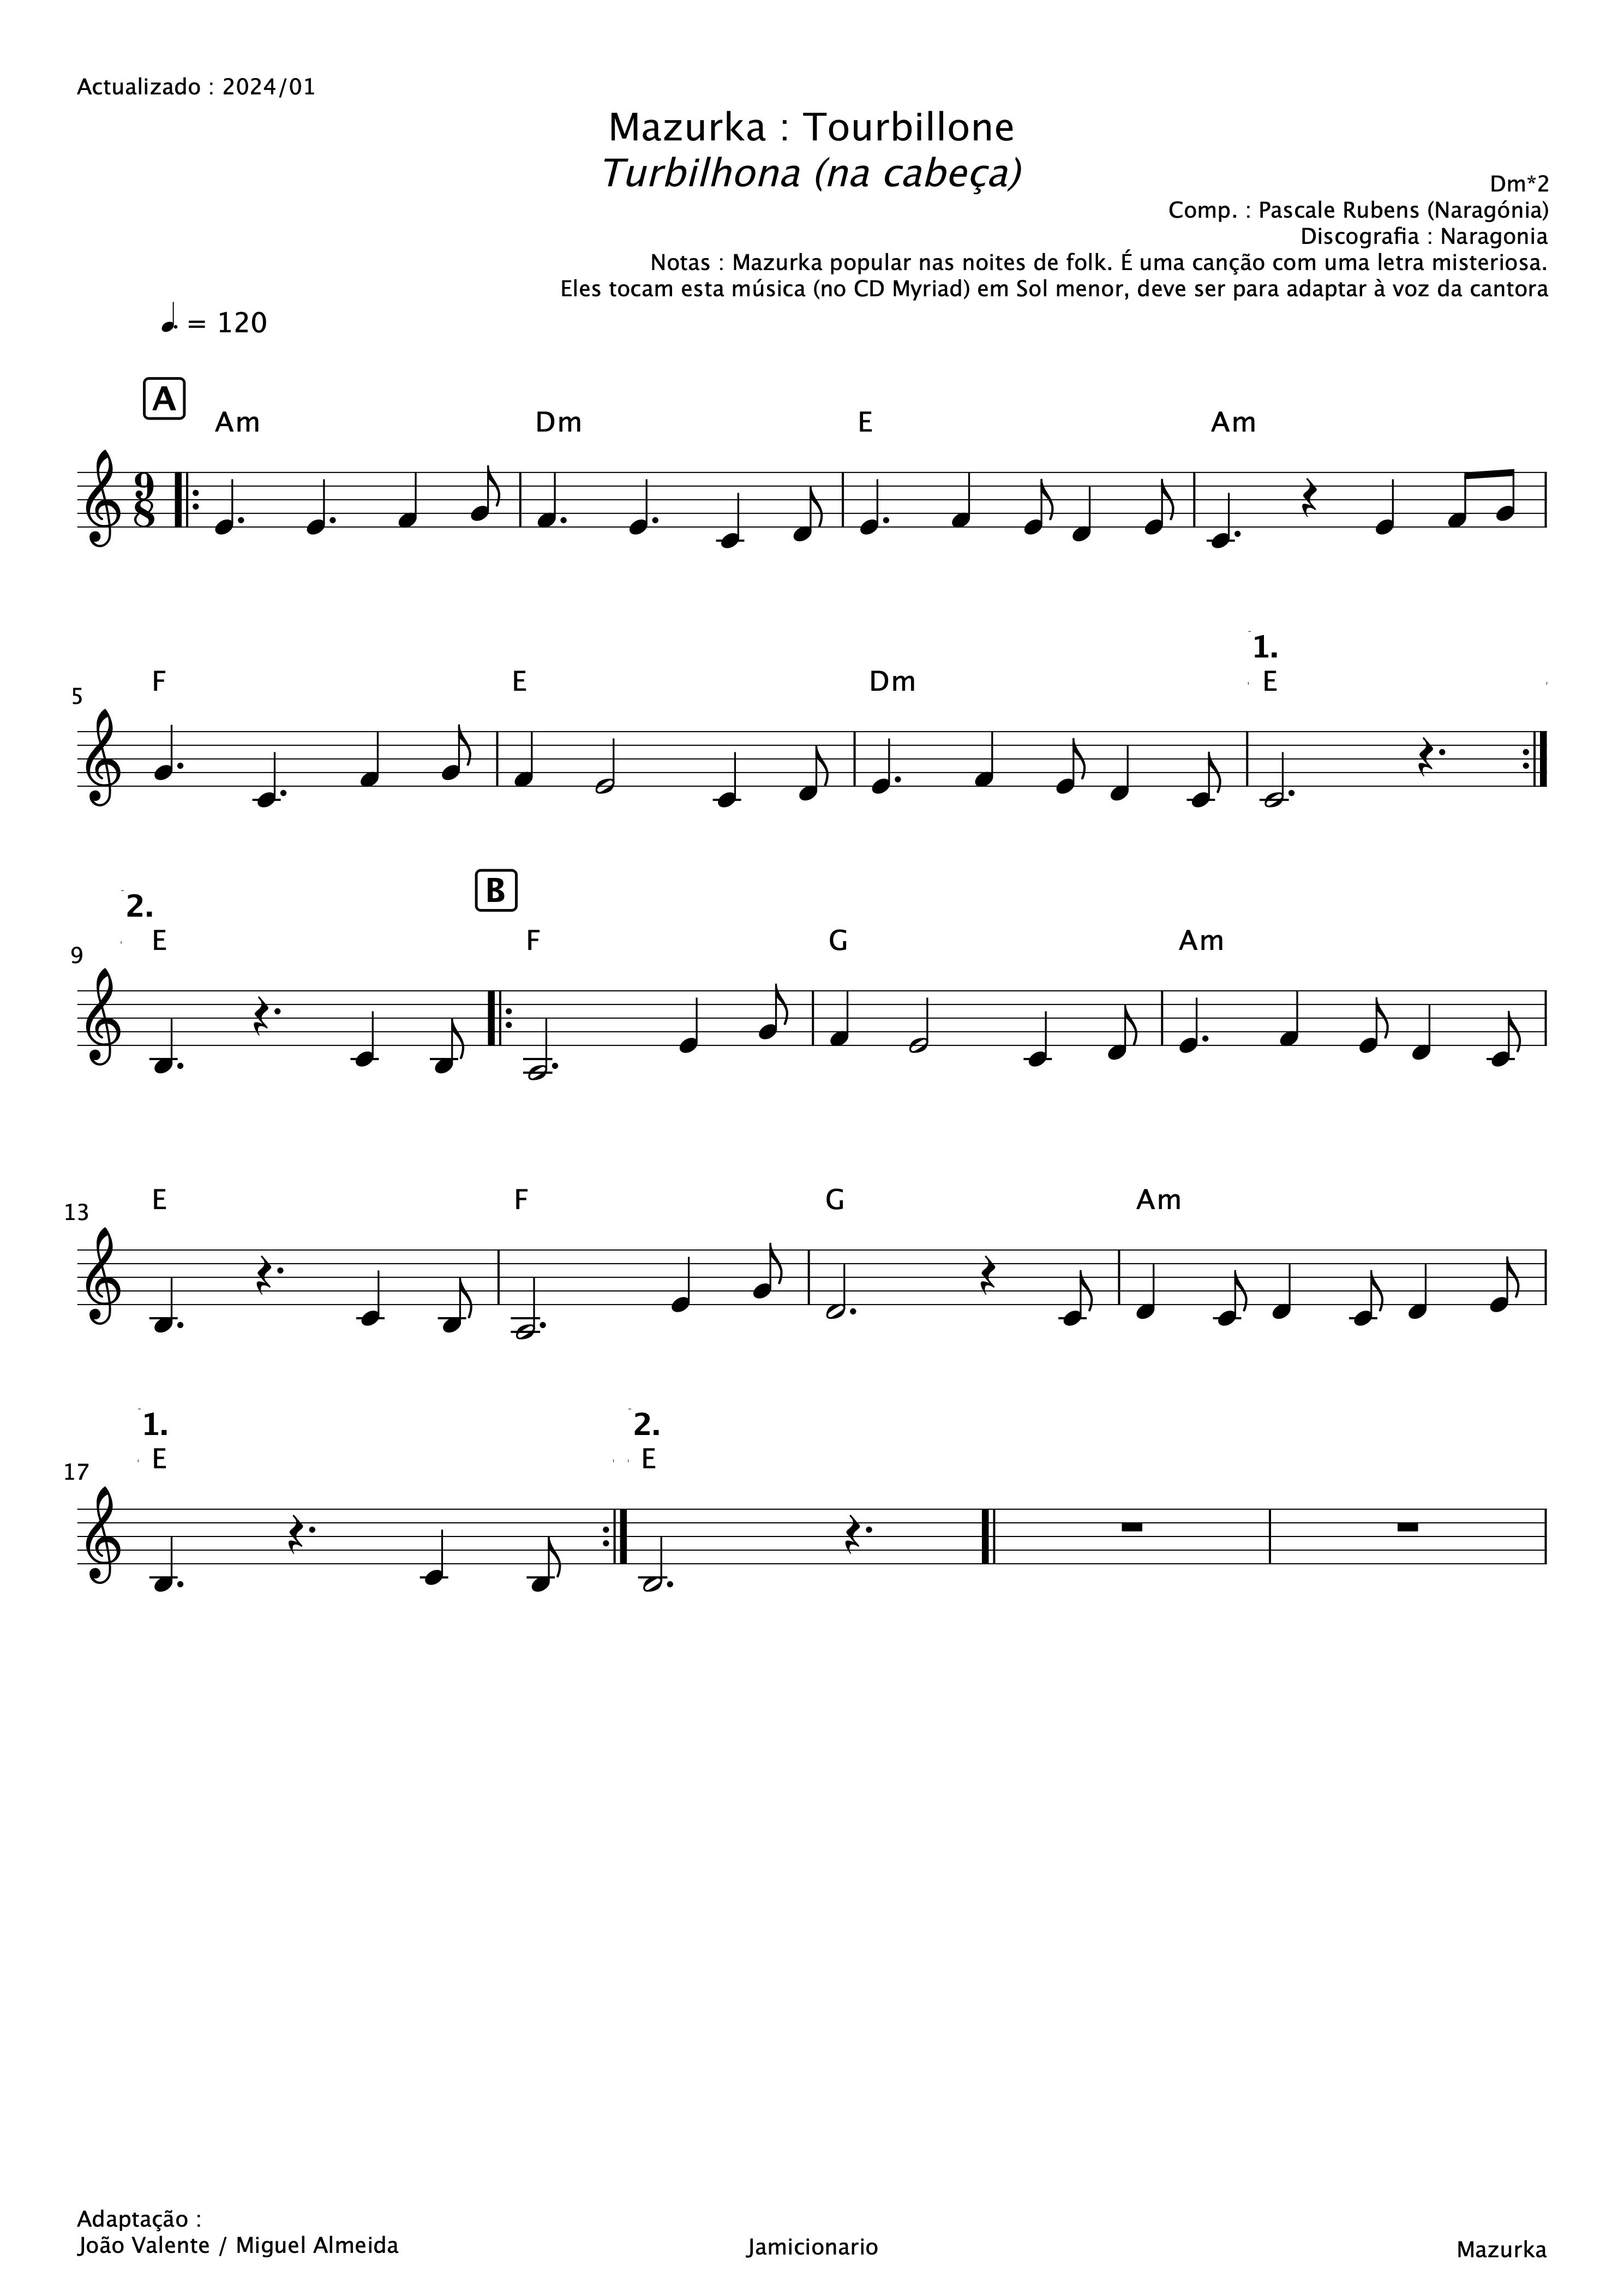 Actualizado : 2024/01
Mazurka : Tourbillone
Turbilhona (na cabeça)
Dm*2
Comp. : Pascale Rubens (Naragónia)
Discografia : Naragonia
Notas : Mazurka popular nas noites de folk. É uma canção com uma letra misteriosa.
Eles tocam esta música (no CD Myriad) em Sol menor, deve ser para adaptar à voz da cantora
= 120
A
Am Dm E Am
9
8
1.
5 F E Dm E
2. B
9 E F G Am
13 E F G Am
1. 2.
17 E E
Adaptação :
João Valente / Miguel Almeida
Jamicionario
Mazurka